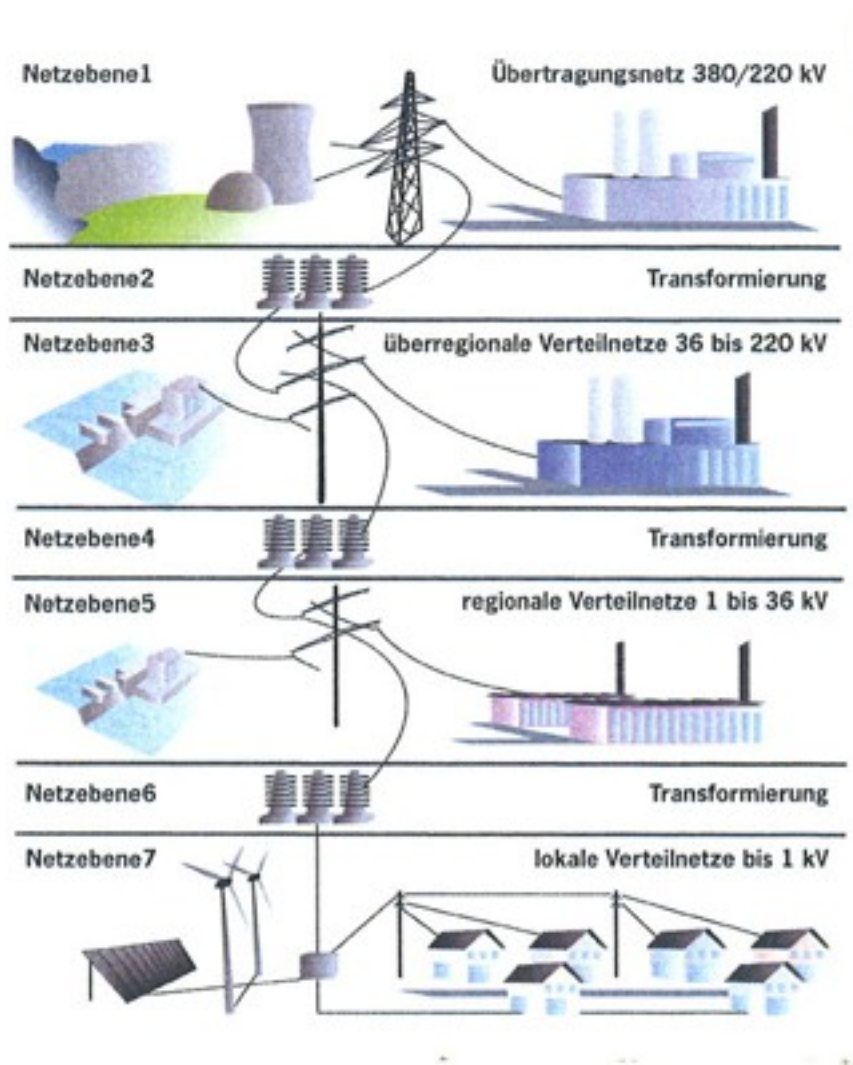 Netzebene1
Übertragungsnetz 380/220 kV
Netzebene2
Transformierung
Netzebene3
überregionale Verteilnetze 36 bis 220 kV
Netzebene4
Transformierung
Netzebene5
regionale Verteilnetze 1 bis 36 kV
Netzebene6
Transformierung
Netzebene7
lokale Verteilnetze bis 1 kV